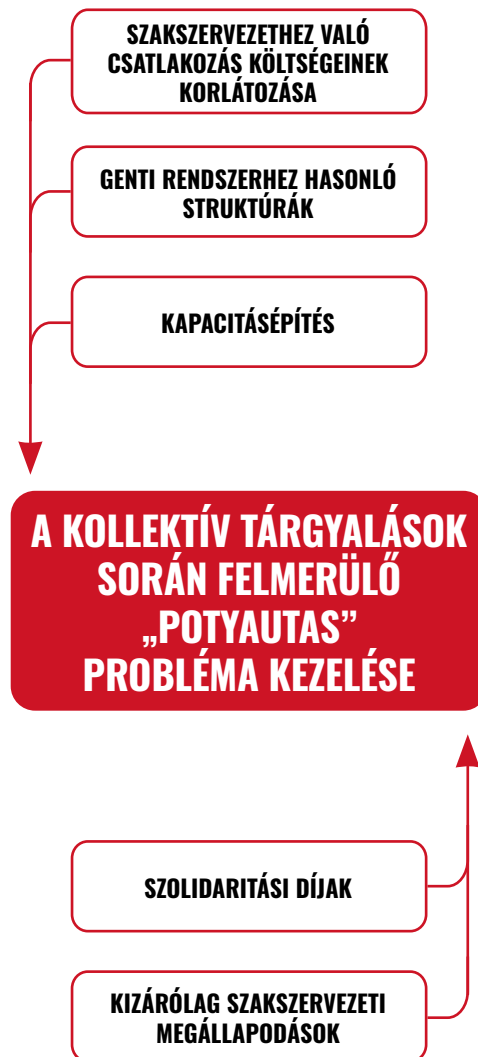 SZAKSZERVEZETHEZ VALÓ
CSATLAKOZÁS KÖLTSÉGEINEK
KORLÁTOZÁSA
GENTI RENDSZERHEZ HASONLÓ
STRUKTÚRÁK
KAPACITÁSÉPÍTÉS
A KOLLEKTÍV TÁRGYALÁSOK
SORÁN FELMERÜLŐ
„POTYAUTAS”
PROBLÉMA KEZELÉSE
SZOLIDARITÁSI DÍJAK
KIZÁRÓLAG SZAKSZERVEZETI
MEGÁLLAPODÁSOK